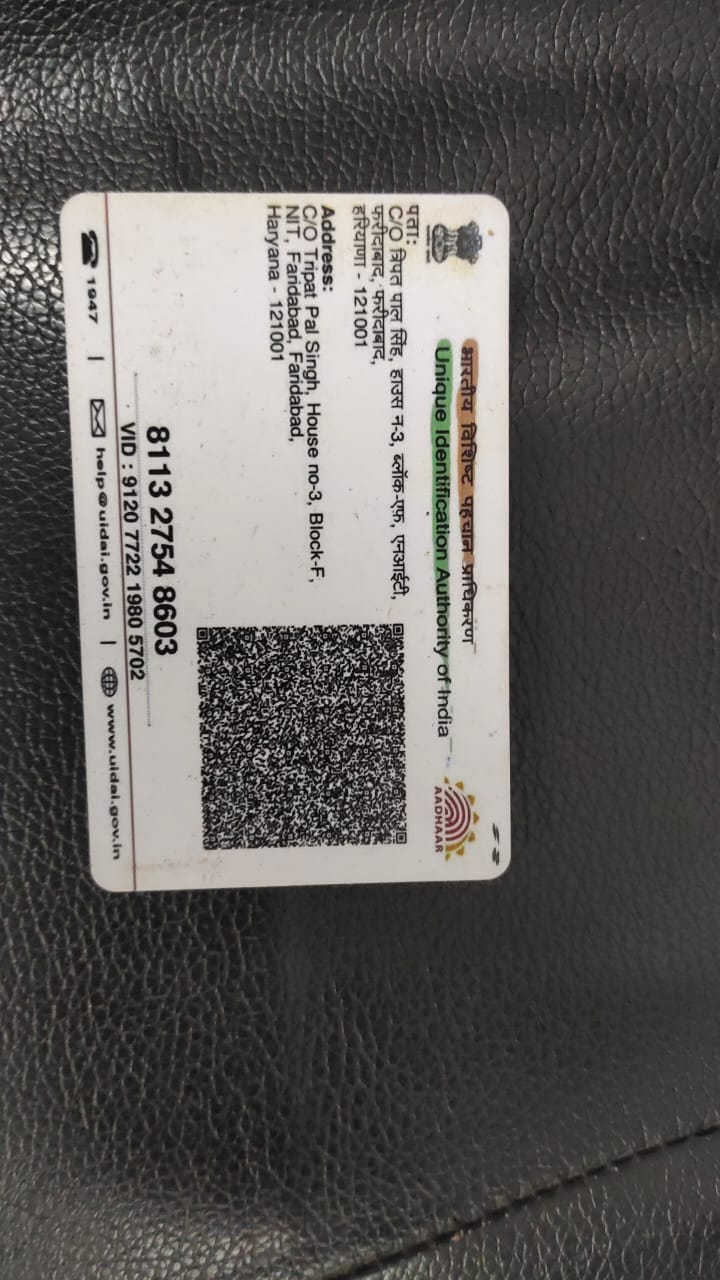 भारतीय विशिष्ट पहचान प्राधिकरण
Unique Identification Authority of India
AADHAAR
पता:
C/O त्रिपत पाल सिंह, हाउस न-3, ब्लॉक-एफ, एनआईटी,
फरीदाबाद, फरीदाबाद,
हरियाणा - 121001
Address:
C/O Tripat Pal Singh, House no-3, Block-F,
NIT, Faridabad, Faridabad,
Haryana - 121001
8113 2754 8603
VID : 9120 7722 1980 5702
1947 | help@uidai.gov.in | www.uidai.gov.in